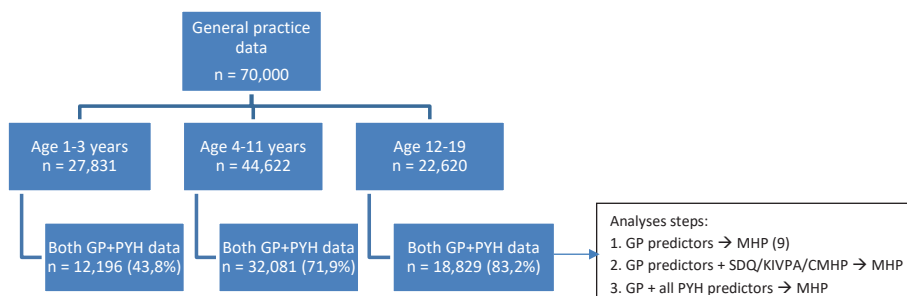 General practice
data
n = 70,000
Age 1-3 years
n = 27,831
Age 4-11 years
n = 44,622
Age 12-19
n = 22,620
Both GP+PYH data
n = 12,196 (43,8%)
Both GP+PYH data
n = 32,081 (71,9%)
Both GP+PYH data
n = 18,829 (83,2%)
Analyses steps:
1. GP predictors → MHP (9)
2. GP predictors + SDQ/KIVPA/CMHP → MHP
3. GP + all PYH predictors → MHP